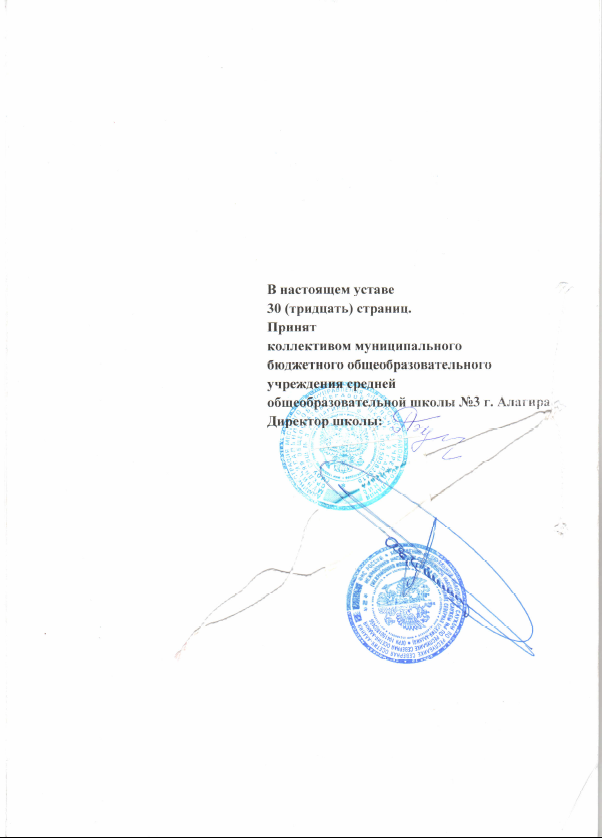 В настоящем уставе
30 (тридцать) страниц.
Принят
коллективом муниципального
бюджетного общеобразовательного
учреждения средней
общеобразовательной школы №3 г. Алагира
Директор школы: